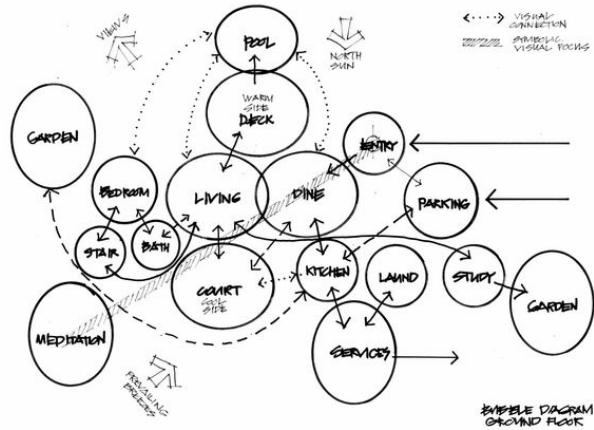 VIEWS
POOL
NORTH
SUN
VISUAL
CONNECTION
SYMBOLIC
VISUAL FOCUS
WARM
SIDE
DECK
GARDEN
ENTRY
BEDROOM
LIVING
DINE
PARKING
STAIR
BATH
COURT
COOL
SIDE
KITCHEN
LAUND
STUDY
GARDEN
MEDITATION
SERVICES
PREVAILING
BREEZES
BUBBLE DIAGRAM
GROUND FLOOR